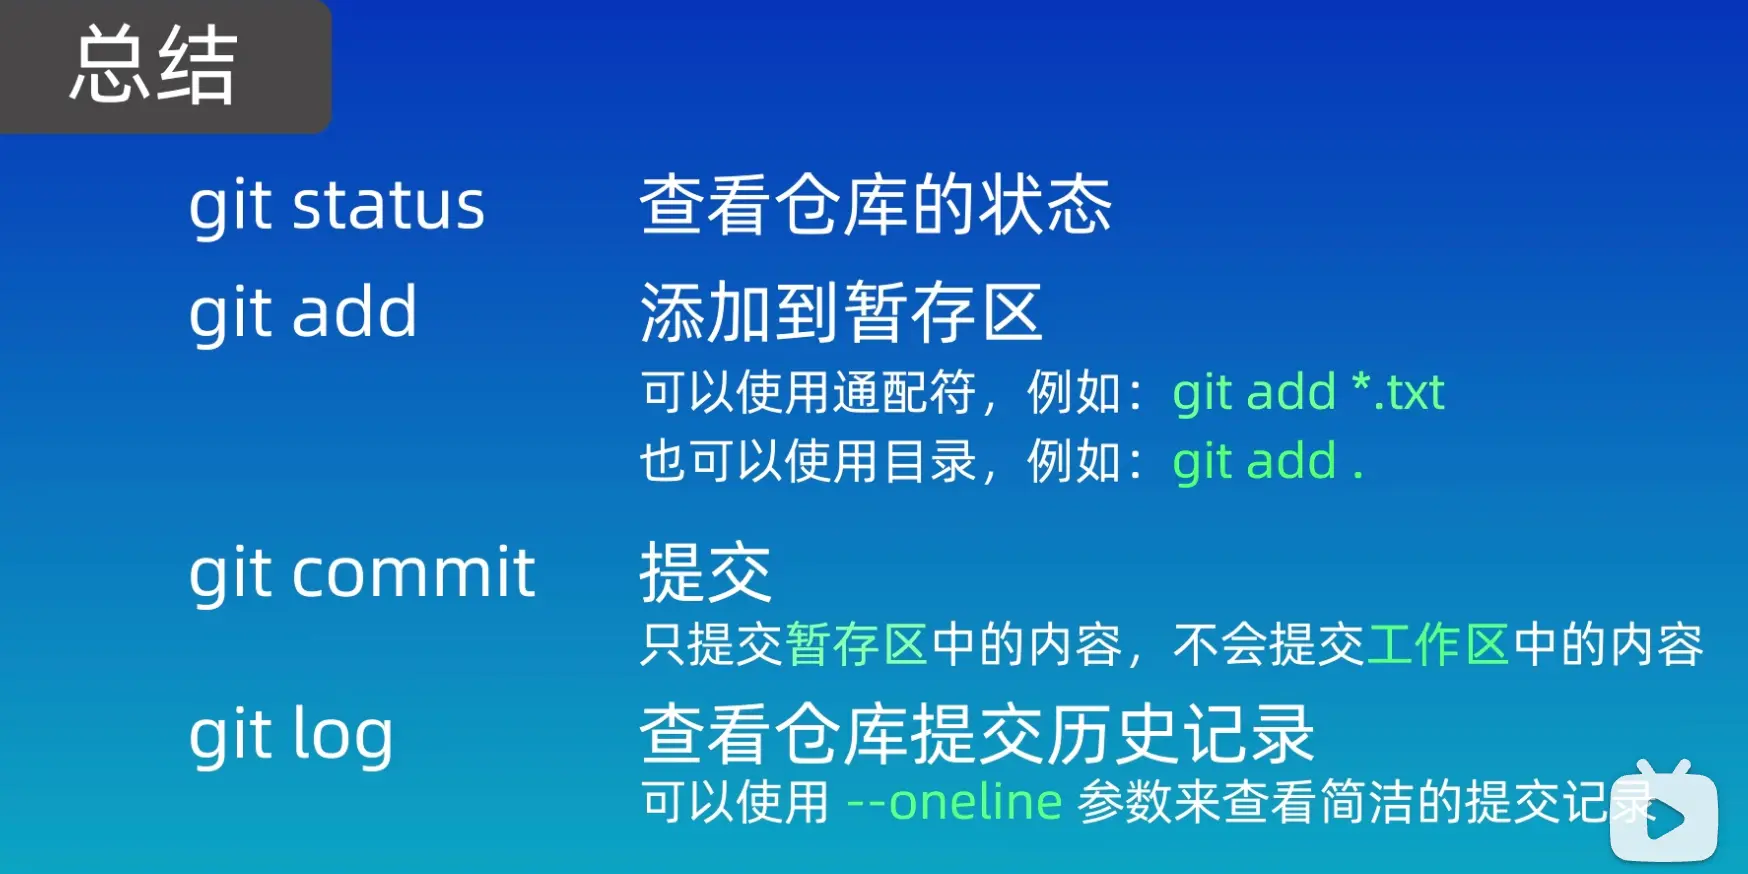 总结
git status 查看仓库的状态
git add 添加到暂存区
可以使用通配符，例如：git add *.txt
也可以使用目录，例如：git add .
git commit 提交
只提交暂存区中的内容，不会提交工作区中的内容
git log 查看仓库提交历史记录
可以使用 --oneline 参数来查看简洁的提交记录